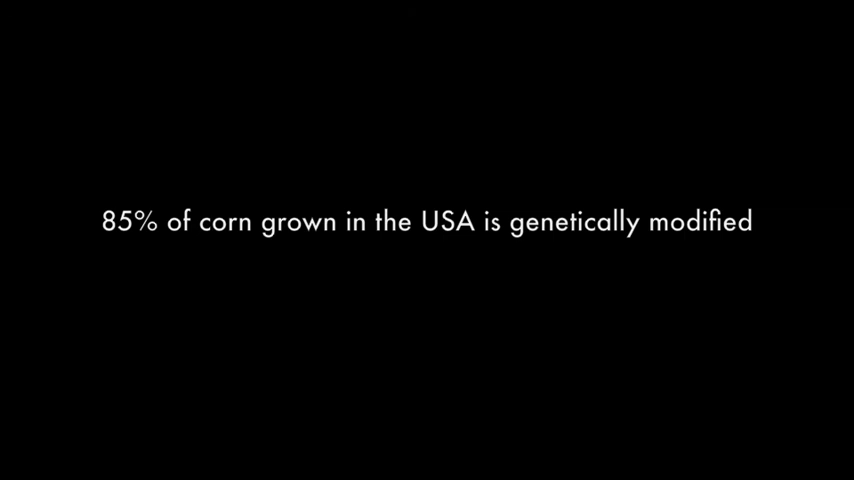 85% of corn grown in the USA is genetically modified